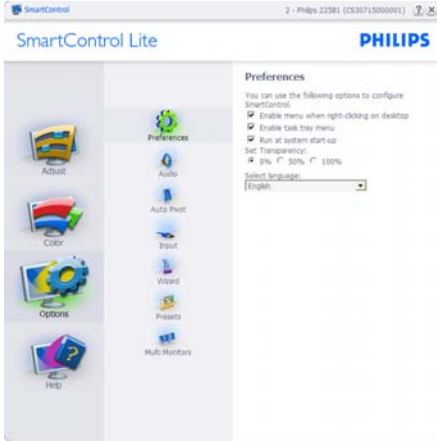 SmartControl
2 - Philips 225B1 (CS30715000001)
SmartControl Lite
PHILIPS
Adjust
Color
Options
Help
Preferences
Audio
Auto Pivot
Input
Wizard
Presets
Multi Monitors
Preferences
You can use the following options to configure
SmartControl.
Enable menu when right-clicking on desktop
Enable task tray menu
Run at system start-up
Set Transparency:
0% 50% 100%
Select language:
English